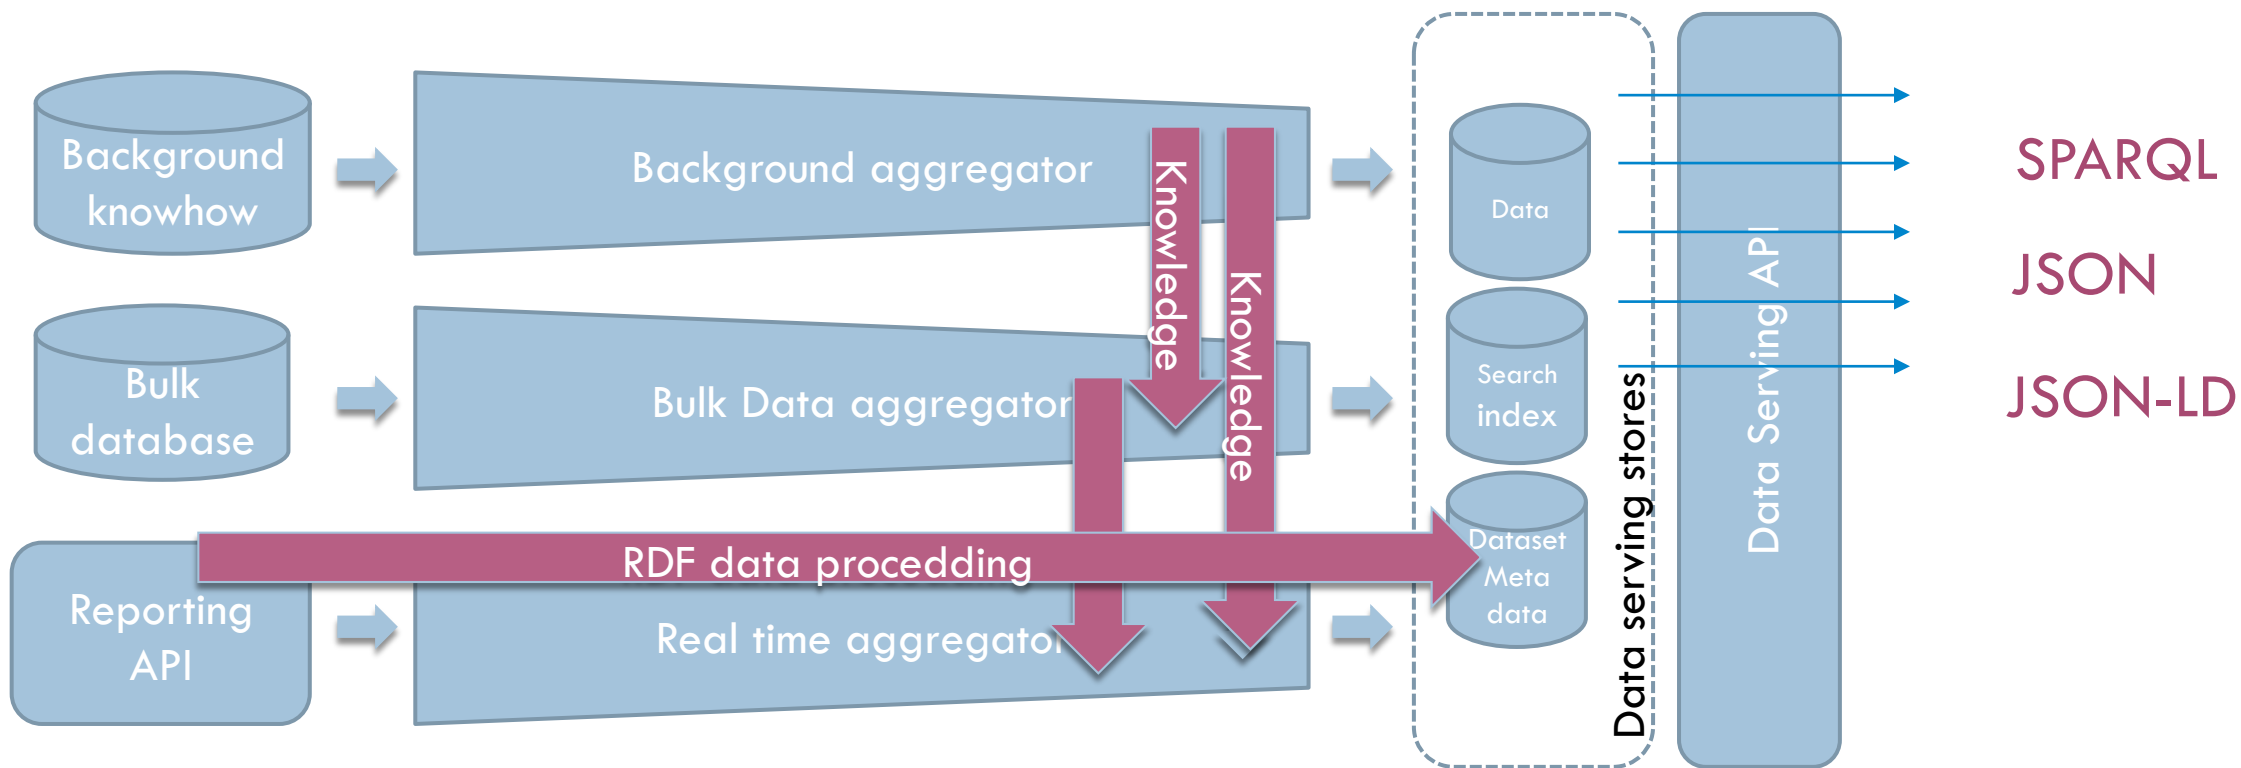 Background
knowhow
Background aggregator
Knowledge
Knowledge
Data
SPARQL
JSON
JSON-LD
Bulk
database
Bulk Data aggregator
Search
index
Data serving stores
Data Serving API
Reporting
API
RDF data procedding
Real time aggregator
Dataset
Meta
data